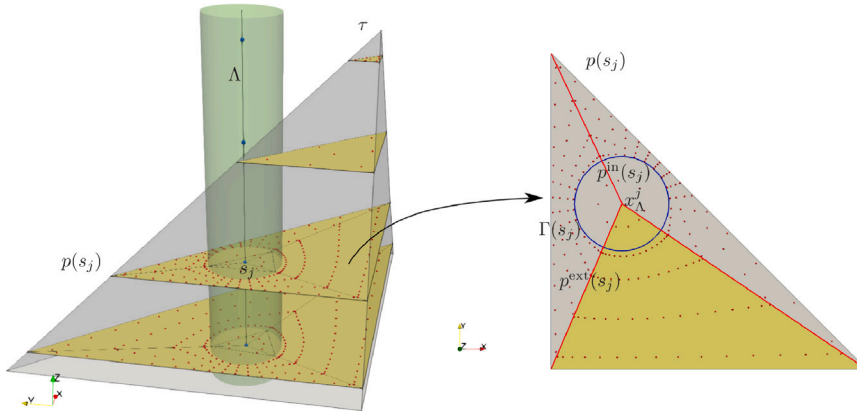 τ
Λ
p(s_j)
s_j
Z
Y
X
p(s_j)
p^in(s_j)
x_Λ^j
Γ(s_j)
p^ext(s_j)
Y
Z
X